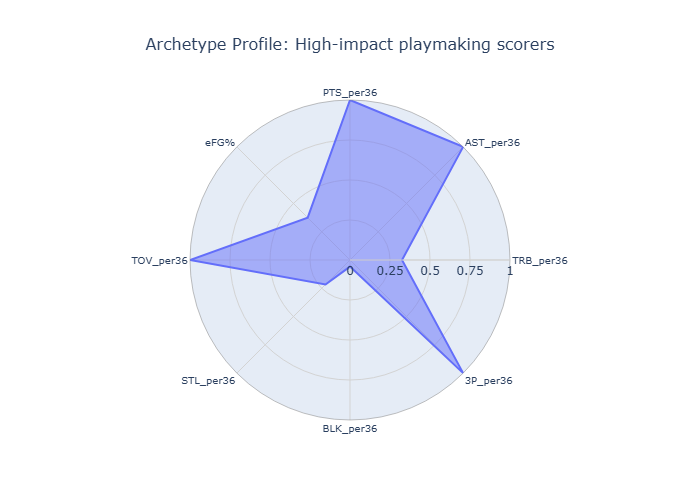 Archetype Profile: High-impact playmaking scorers
PTS_per36
eFG%
AST_per36
TOV_per36
TRB_per36
0
0.25
0.5
0.75
1
STL_per36
3P_per36
BLK_per36